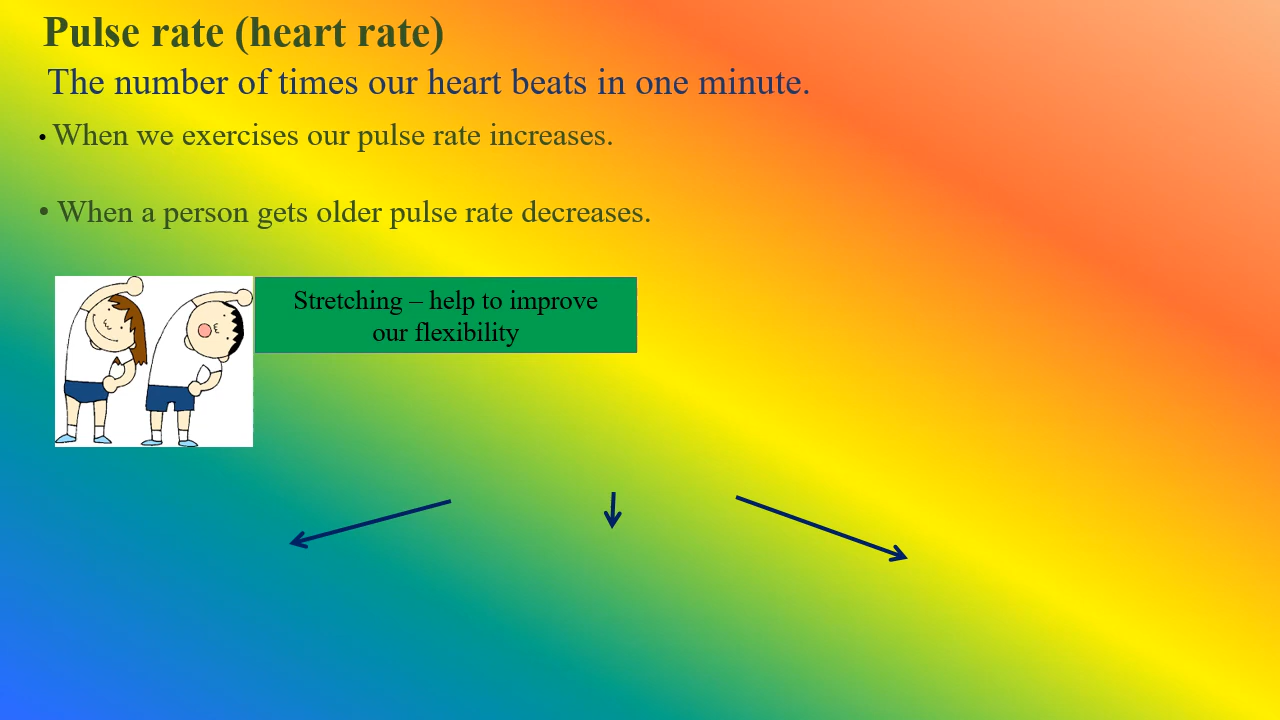 Pulse rate (heart rate)
The number of times our heart beats in one minute.
• When we exercises our pulse rate increases.
• When a person gets older pulse rate decreases.
Stretching – help to improve
our flexibility